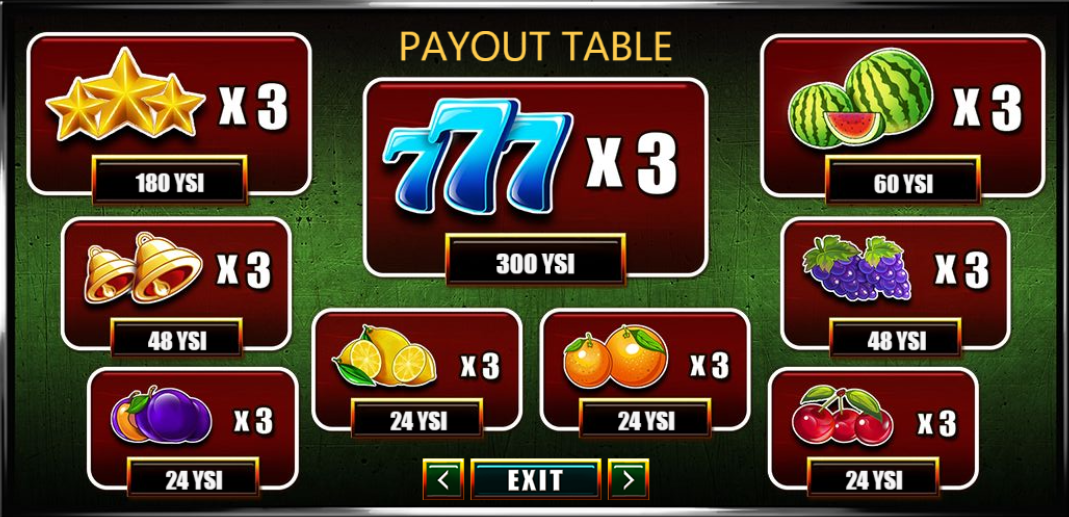 PAYOUT TABLE
X 3
180 YSI
777
X 3
300 YSI
X 3
60 YSI
X 3
48 YSI
X 3
48 YSI
X 3
24 YSI
X 3
24 YSI
X 3
24 YSI
X 3
24 YSI
< EXIT >